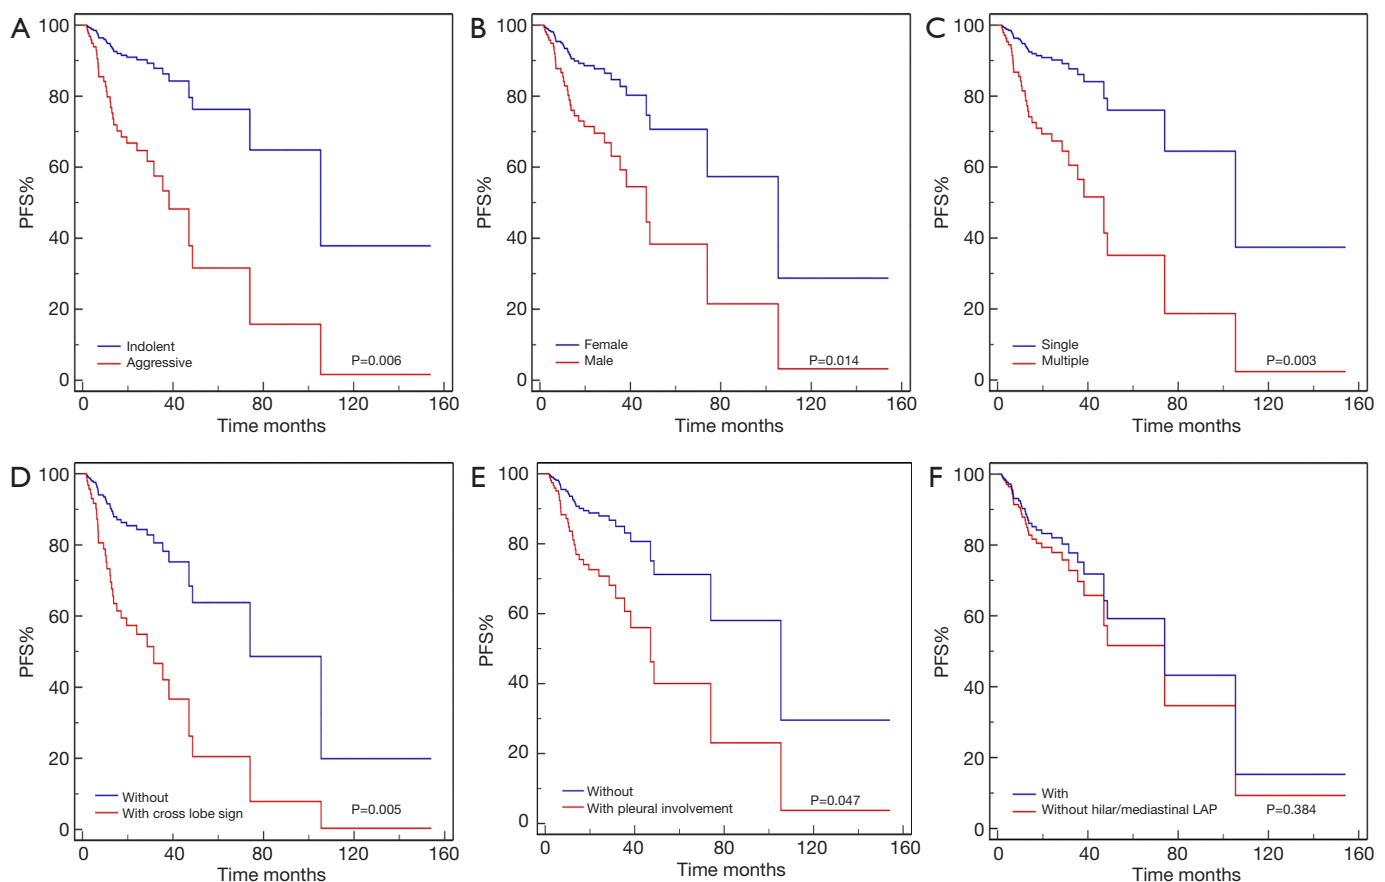 A
PFS%
100
80
60
40
20
0
Indolent
Aggressive
P=0.006
0 40 80 120 160
Time months
B
PFS%
100
80
60
40
20
0
Female
Male
P=0.014
0 40 80 120 160
Time months
C
PFS%
100
80
60
40
20
0
Single
Multiple
P=0.003
0 40 80 120 160
Time months
D
PFS%
100
80
60
40
20
0
Without
With cross lobe sign
P=0.005
0 40 80 120 160
Time months
E
PFS%
100
80
60
40
20
0
Without
With pleural involvement
P=0.047
0 40 80 120 160
Time months
F
PFS%
100
80
60
40
20
0
With
Without hilar/mediastinal LAP
P=0.384
0 40 80 120 160
Time months